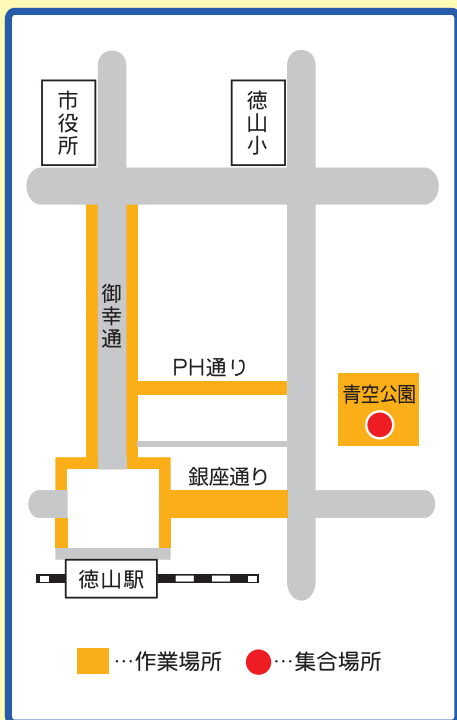 市役所
徳山小
御幸通
PH通り
青空公園
銀座通り
徳山駅
…作業場所
…集合場所